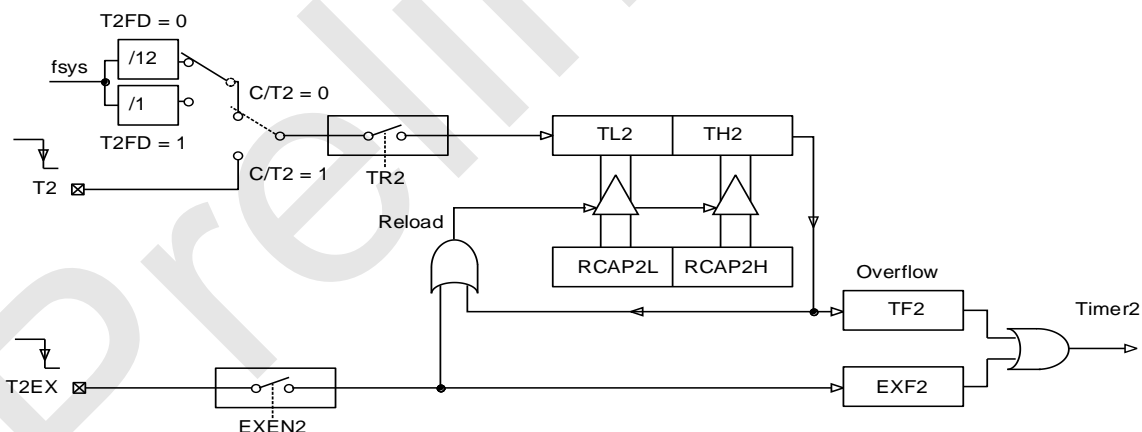 T2FD = 0
fsys
/12
/1
C/T2 = 0
T2FD = 1
T2
C/T2 = 1
TR2
TL2
TH2
Reload
RCAP2L
RCAP2H
Overflow
TF2
Timer2
T2EX
EXF2
EXEN2